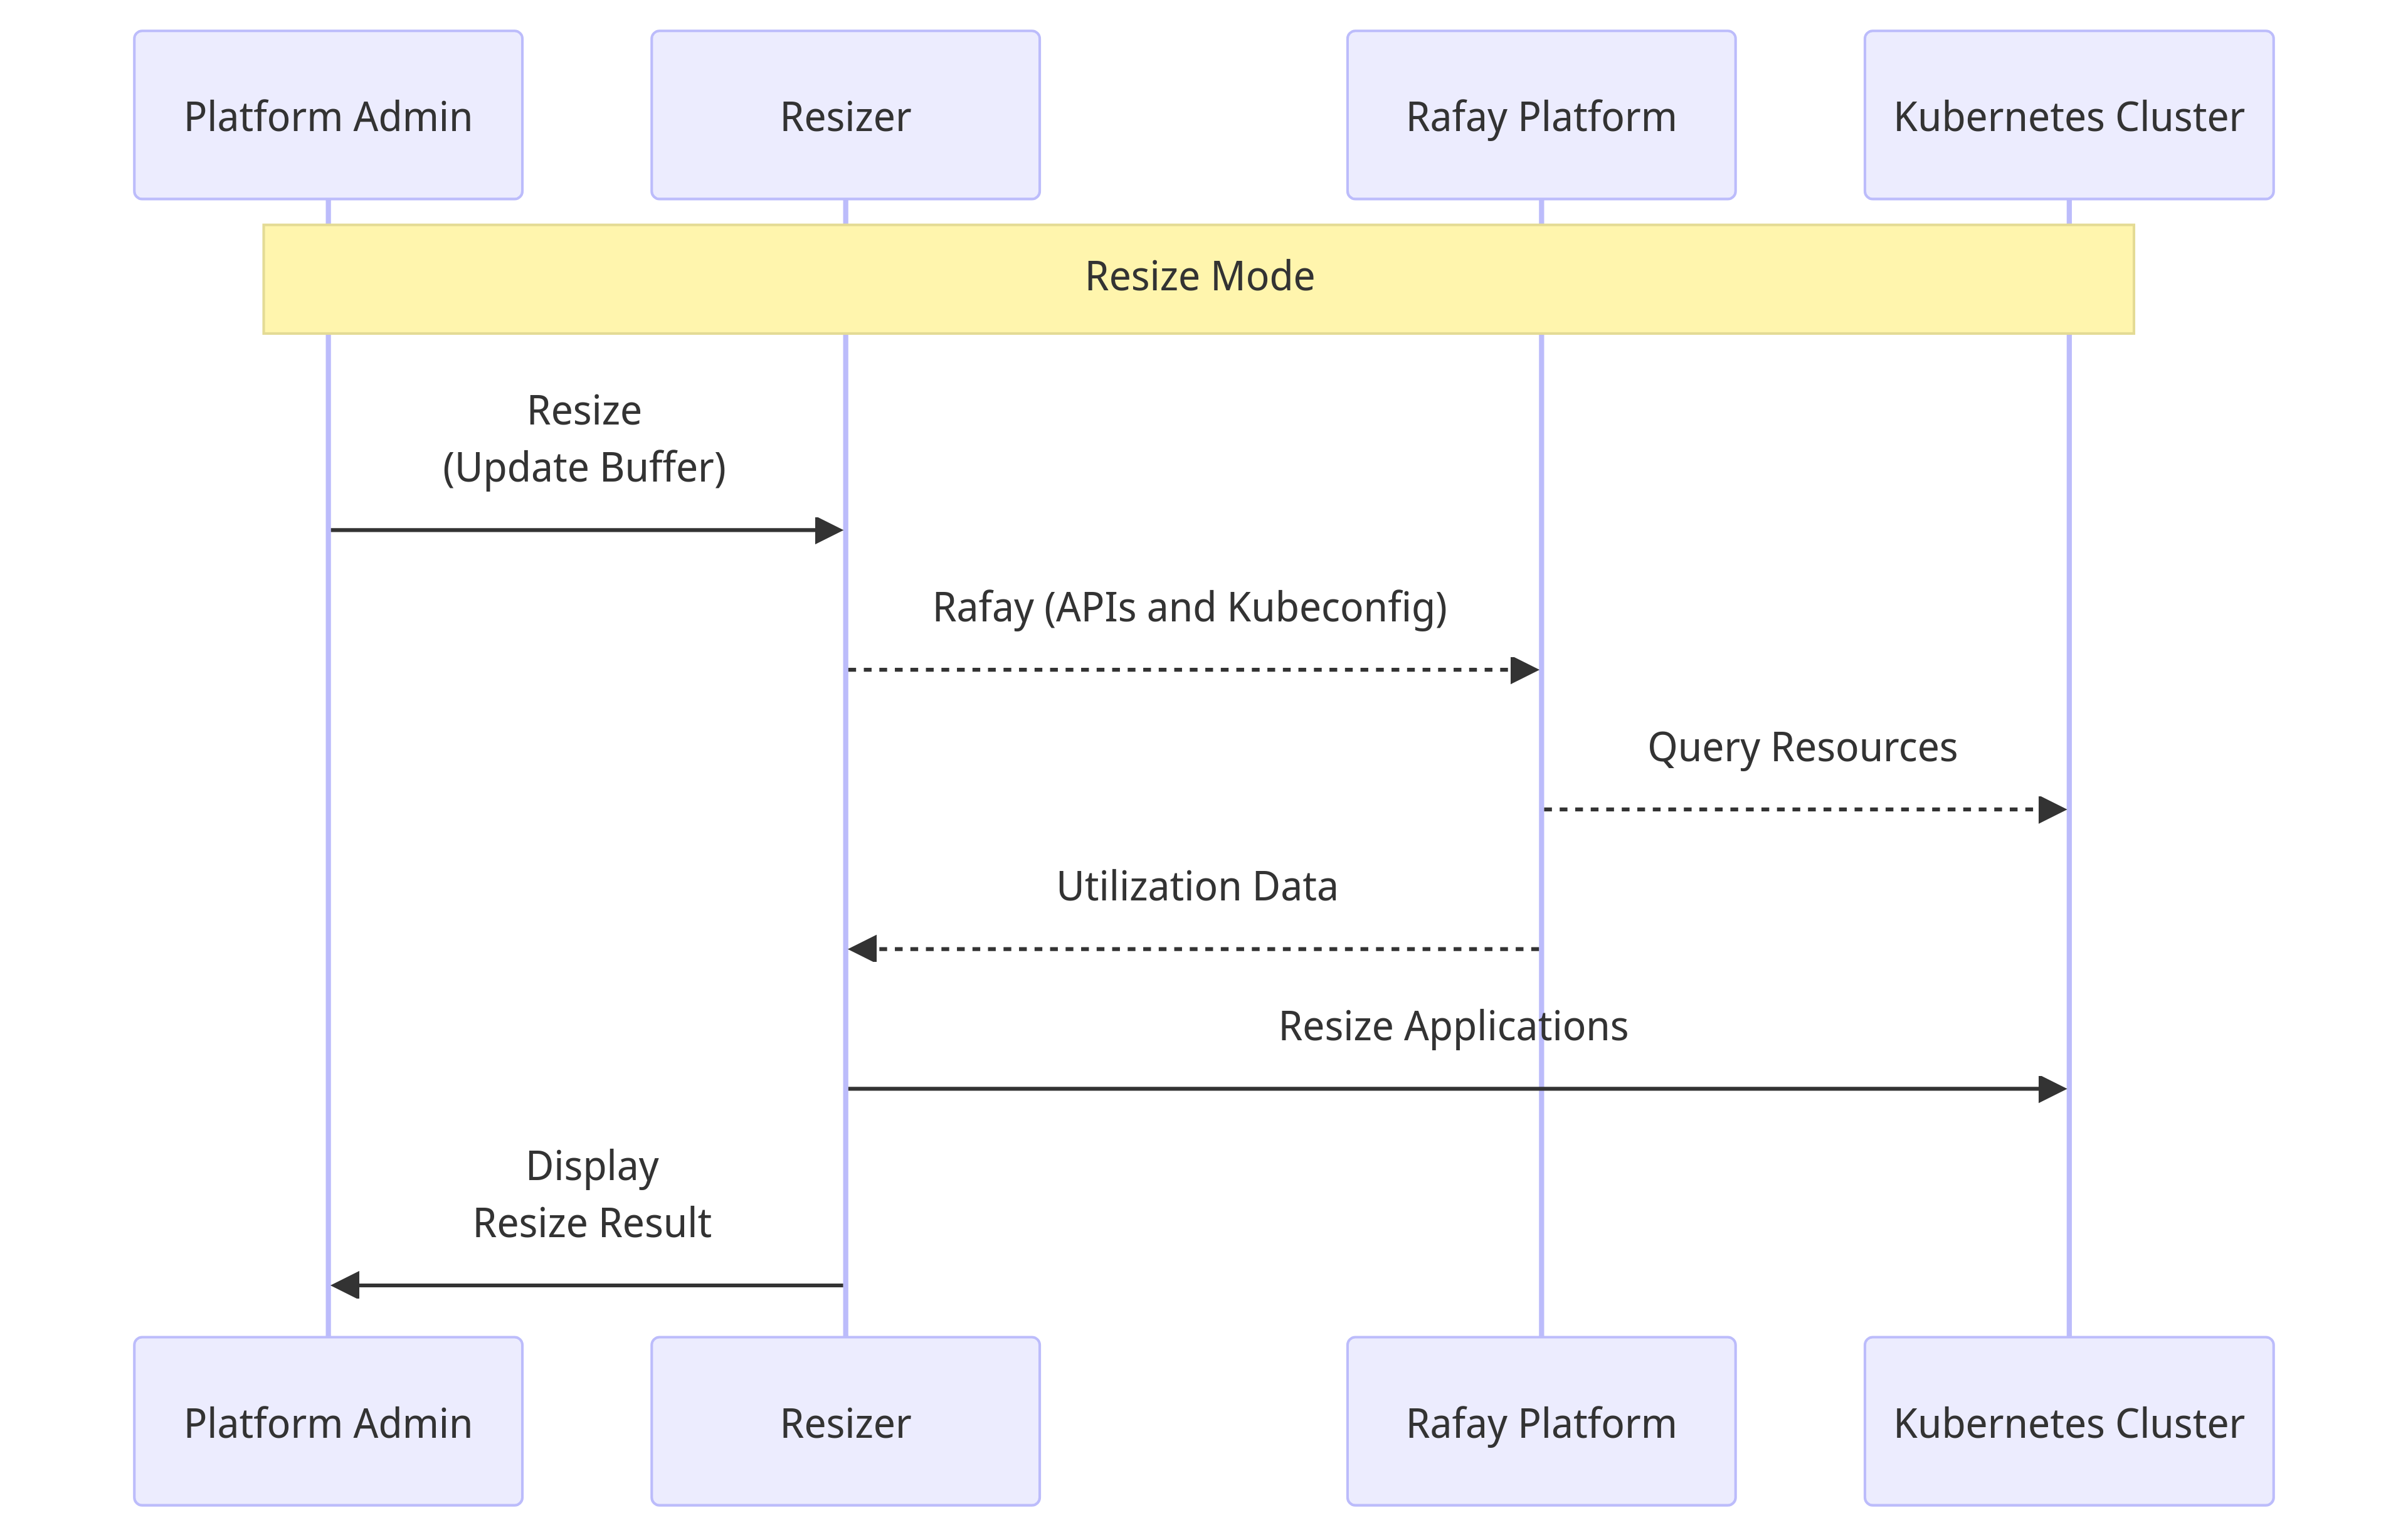 Platform Admin
Resizer
Rafay Platform
Kubernetes Cluster
Resize Mode
Resize
(Update Buffer)
Rafay (APIs and Kubeconfig)
Query Resources
Utilization Data
Resize Applications
Display
Resize Result
Platform Admin
Resizer
Rafay Platform
Kubernetes Cluster